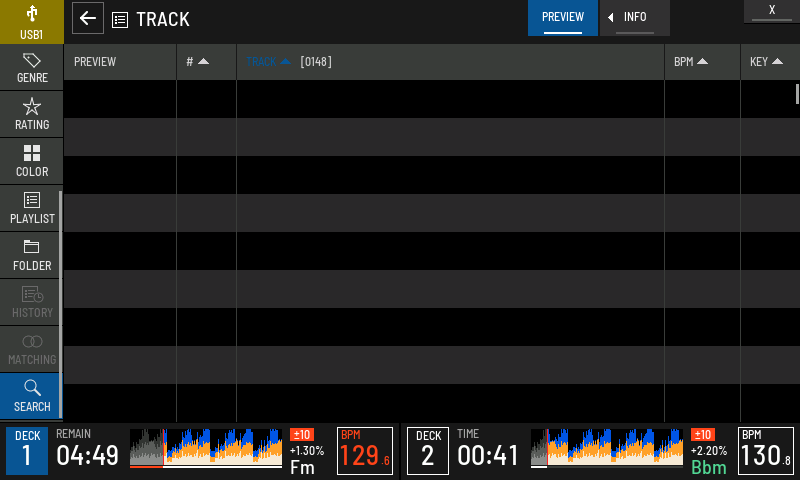 USB1
TRACK
PREVIEW
INFO
X
GENRE
RATING
COLOR
PLAYLIST
FOLDER
HISTORY
MATCHING
SEARCH
PREVIEW
#
TRACK [0148]
BPM
KEY
DECK
1
REMAIN
04:49
±10
+1.30%
Fm
BPM
129.6
DECK
2
TIME
00:41
±10
+2.20%
Bbm
BPM
130.8